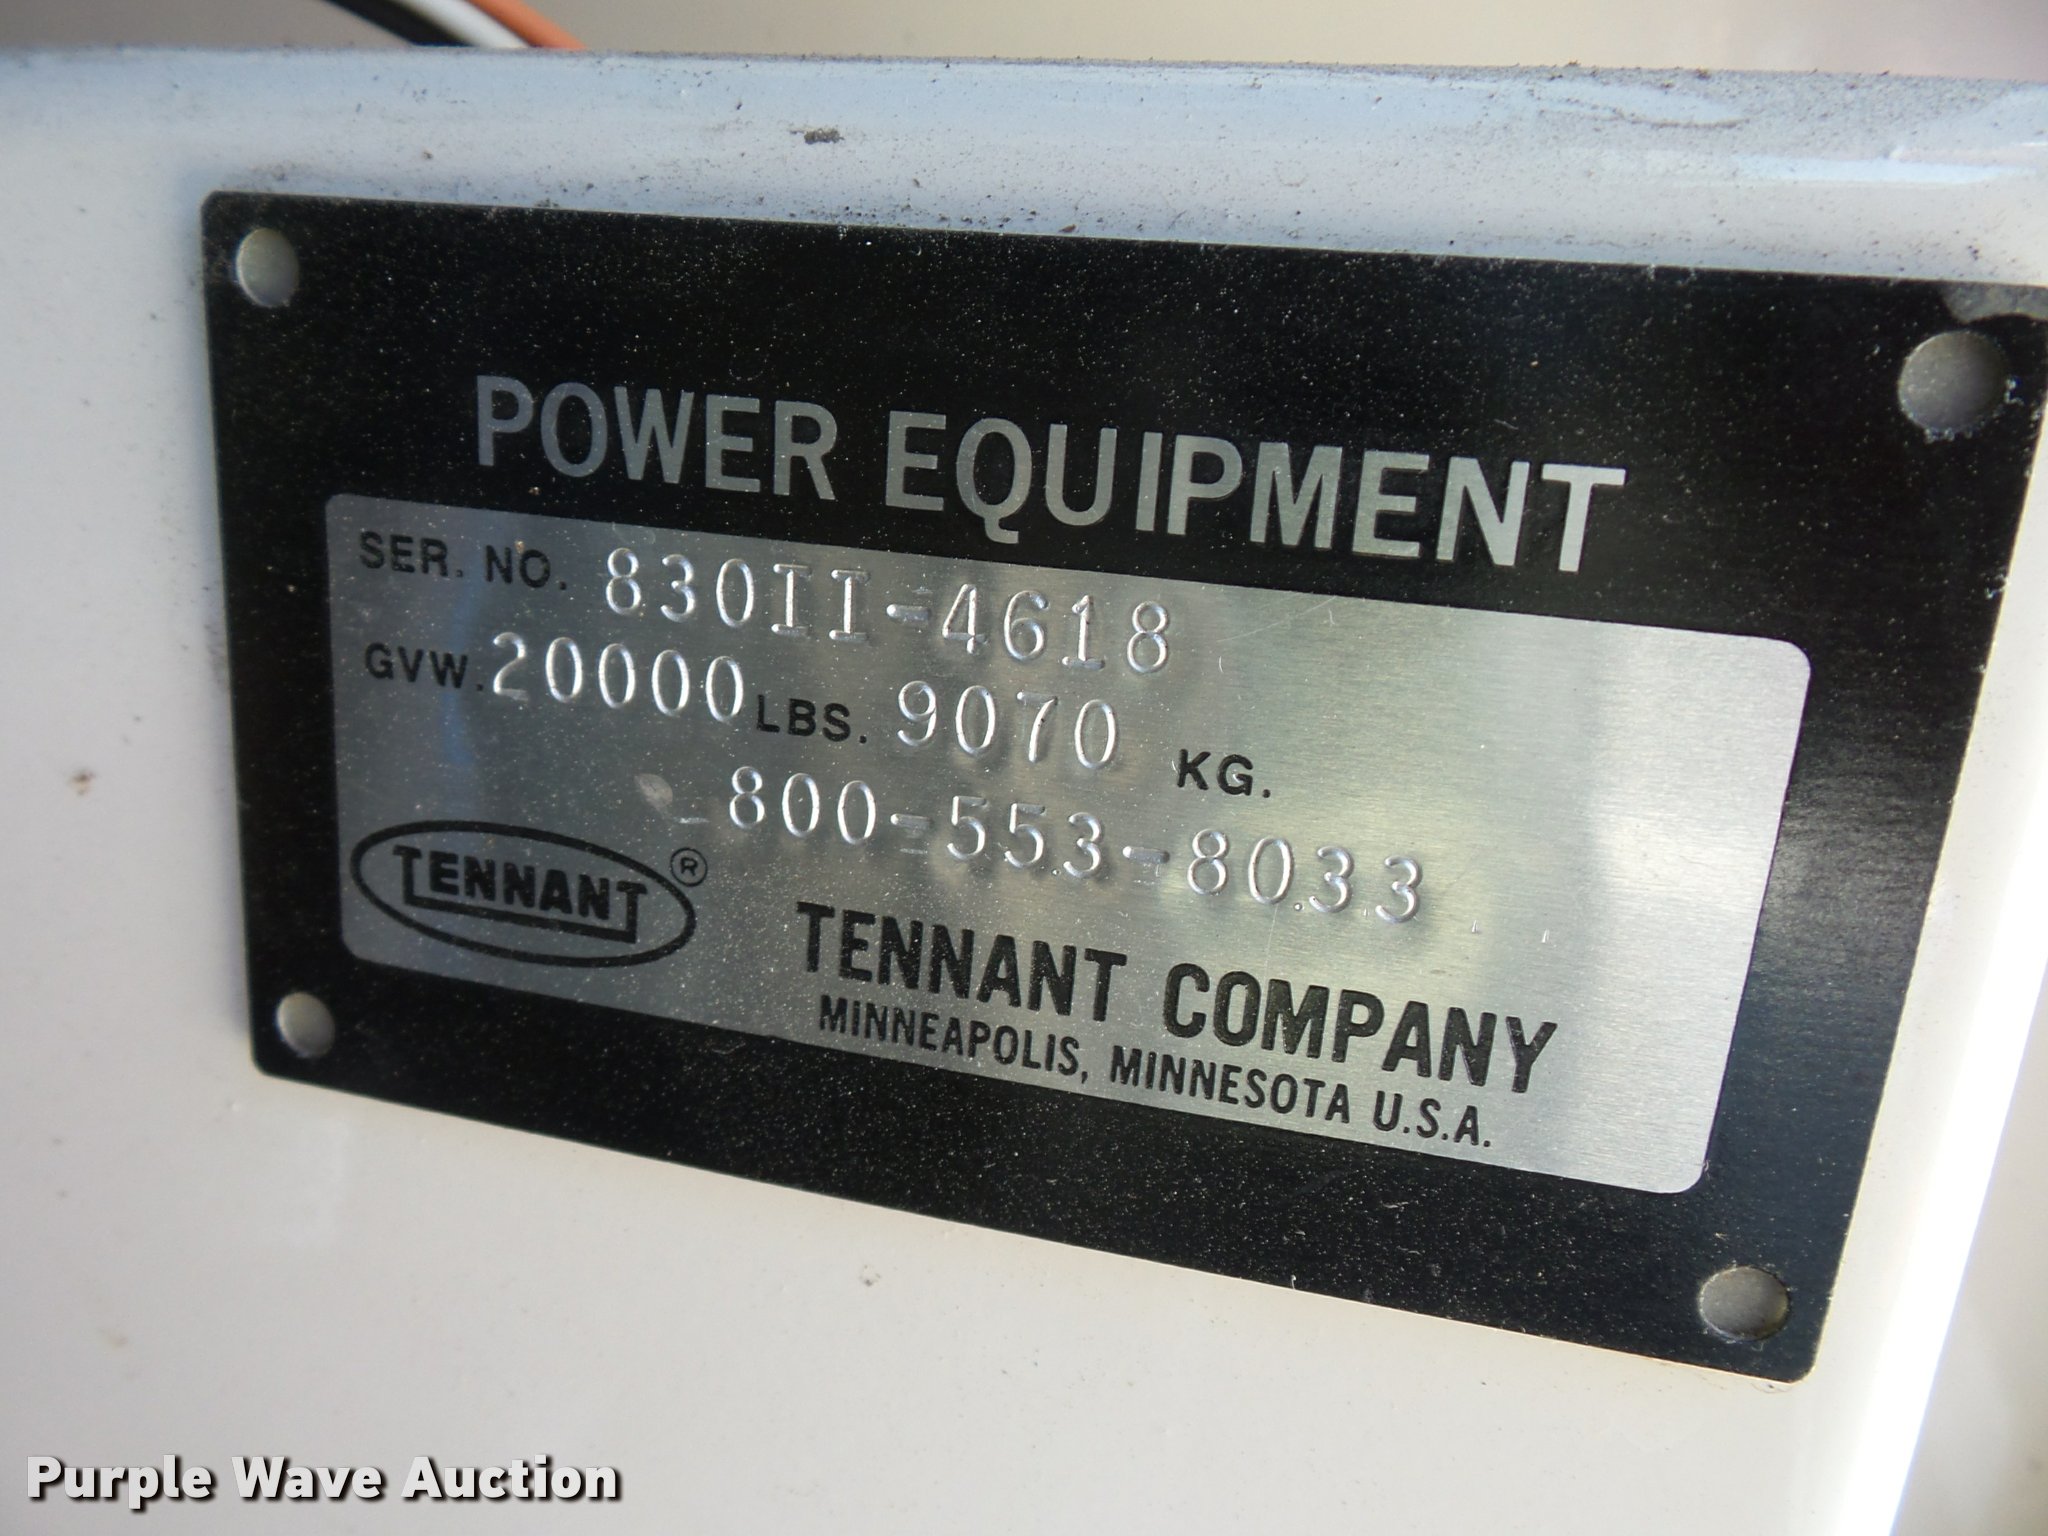 POWER EQUIPMENT
SER. NO. 830II-4618
GVW. 20000 LBS. 9070 KG.
800-553-8033
TENNANT ®
TENNANT COMPANY
MINNEAPOLIS, MINNESOTA U.S.A.
Purple Wave Auction